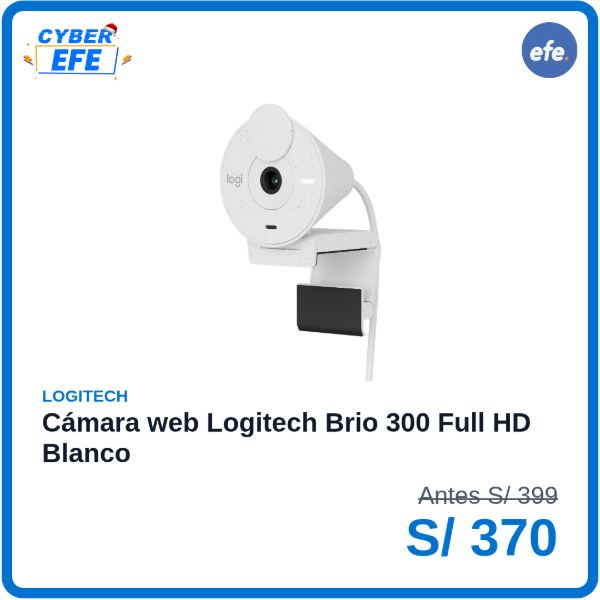 CYBER
EFE
efe.
logi
LOGITECH
Cámara web Logitech Brio 300 Full HD
Blanco
Antes S/ 399
S/ 370